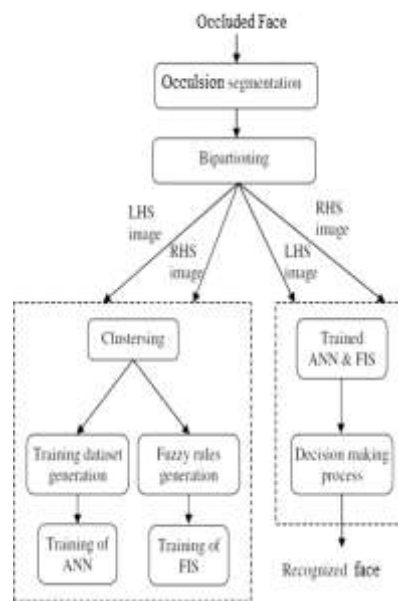 Occluded Face
Occulsion segmentation
Bipartioning
LHS
image
RHS
image
LHS
image
RHS
image
Clustersing
Training dataset
generation
Fuzzy rules
generation
Training of
ANN
Training of
FIS
Trained
ANN & FIS
Decision making
process
Recognized face